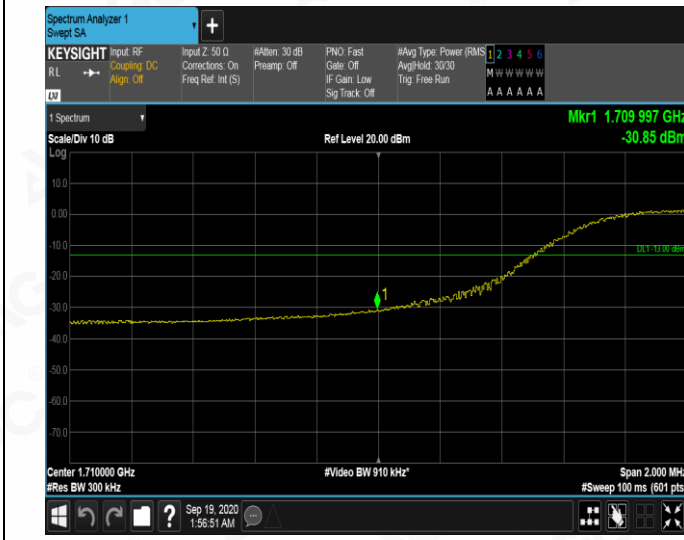 Spectrum Analyzer 1
Swept SA
+
KEYSIGHT
RL
LXI
Input: RF
Coupling: DC
Align: Off
Input Z: 50 Ω
Corrections: On
Freq Ref: Int (S)
#Atten: 30 dB
Preamp: Off
PNO: Fast
Gate: Off
IF Gain: Low
Sig Track: Off
#Avg Type: Power (RMS
Avg|Hold: 30/30
Trig: Free Run
1 2 3 4 5 6
M W W W W W
A A A A A A
1 Spectrum
Mkr1 1.709 997 GHz
Scale/Div 10 dB
Ref Level 20.00 dBm
-30.85 dBm
Log
10.0
0.00
-10.0
DL1 -13.00 dBm
-20.0
1
-30.0
-40.0
-50.0
-60.0
-70.0
Center 1.710000 GHz
#Video BW 910 kHz*
Span 2.000 MHz
#Res BW 300 kHz
#Sweep 100 ms (601 pts
?
Sep 19, 2020
1:56:51 AM